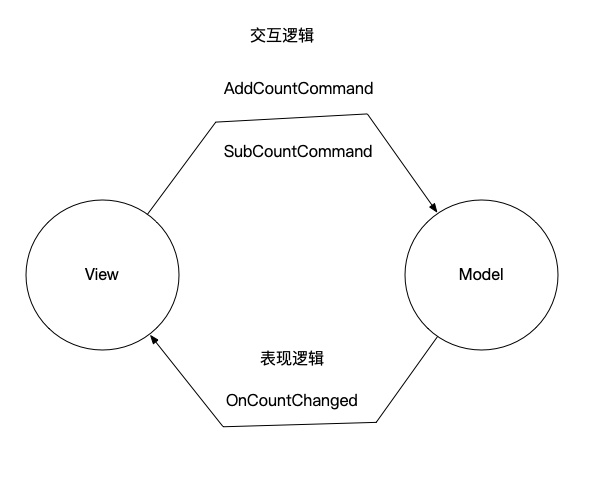 交互逻辑
AddCountCommand
SubCountCommand
View
Model
表现逻辑
OnCountChanged